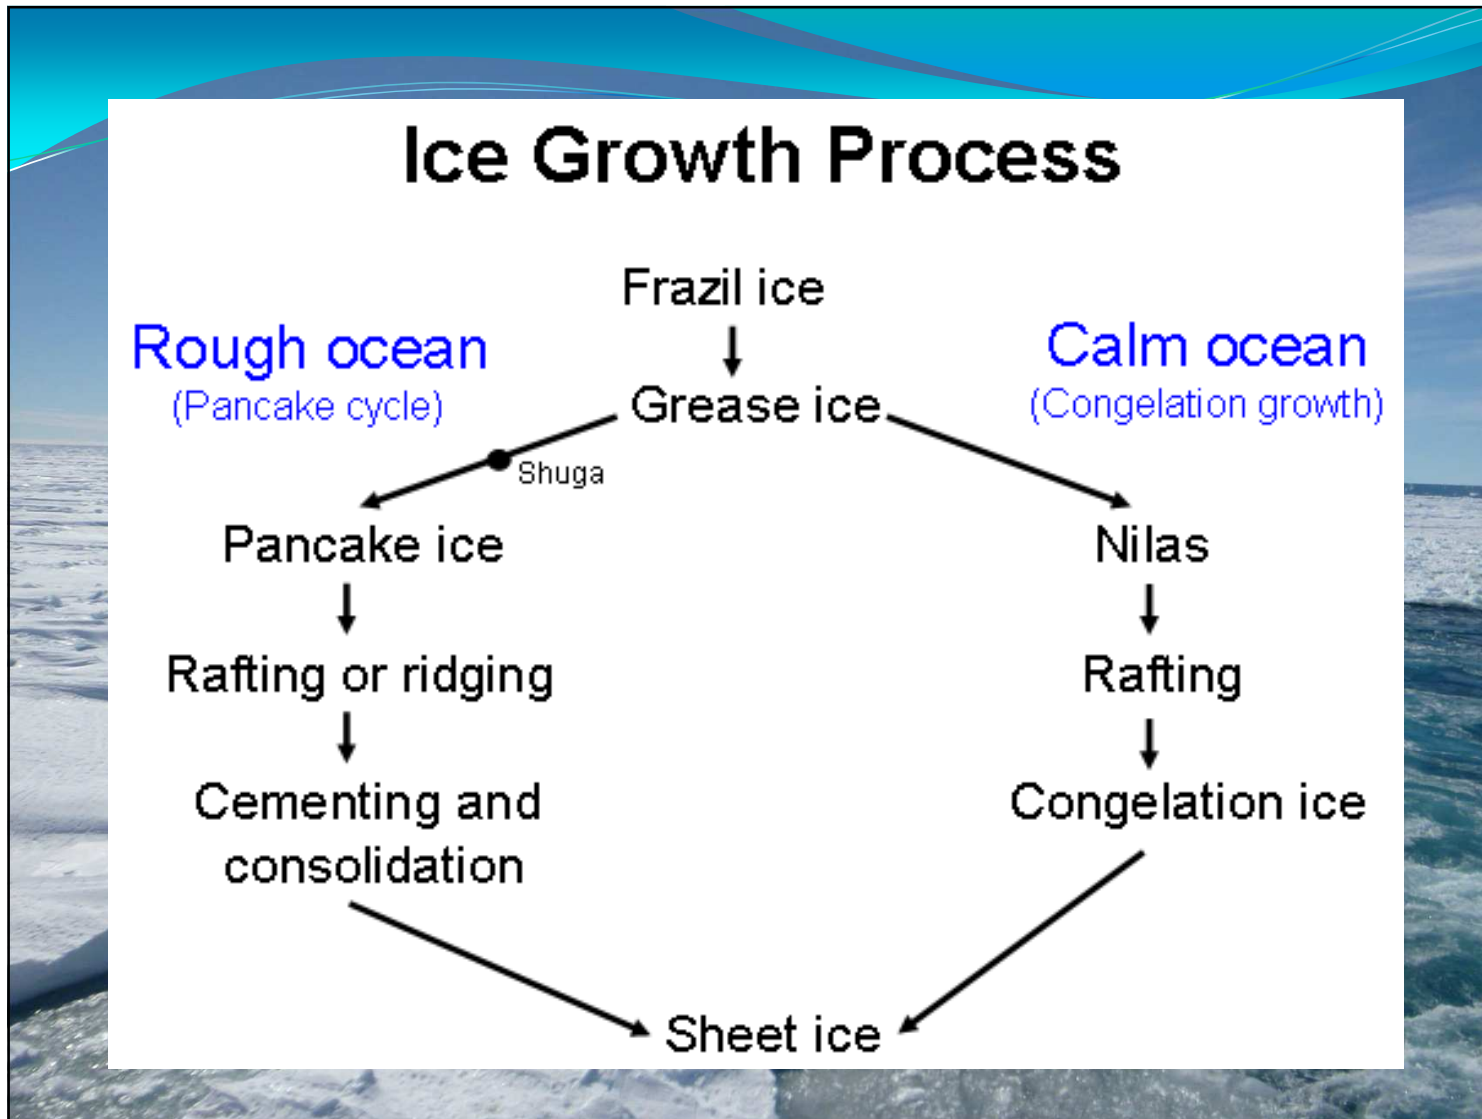 Ice Growth Process
Frazil ice
Rough ocean
(Pancake cycle)
Calm ocean
(Congelation growth)
Grease ice
Shuga
Pancake ice
Nilas
Rafting or ridging
Rafting
Cementing and
consolidation
Congelation ice
Sheet ice